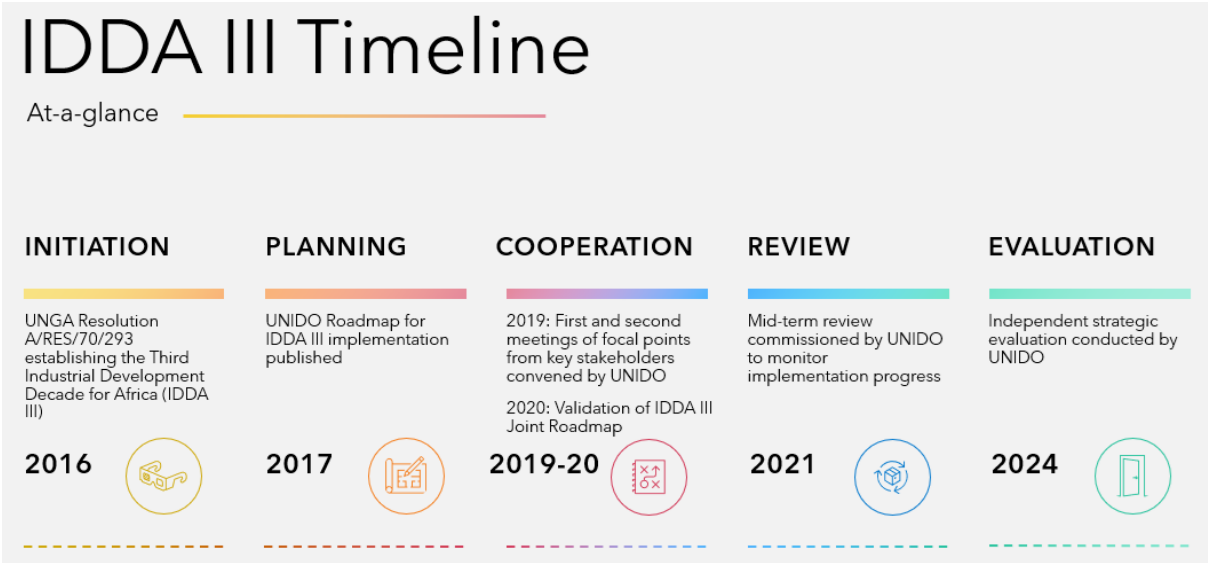 IDDA III Timeline
At-a-glance
INITIATION
UNGA Resolution
A/RES/70/293
establishing the Third
Industrial Development
Decade for Africa (IDDA
III)
2016
PLANNING
UNIDO Roadmap for
IDDA III implementation
published
2017
COOPERATION
2019: First and second
meetings of focal points
from key stakeholders
convened by UNIDO
2020: Validation of IDDA III
Joint Roadmap
2019-20
REVIEW
Mid-term review
commissioned by UNIDO
to monitor
implementation progress
2021
EVALUATION
Independent strategic
evaluation conducted by
UNIDO
2024